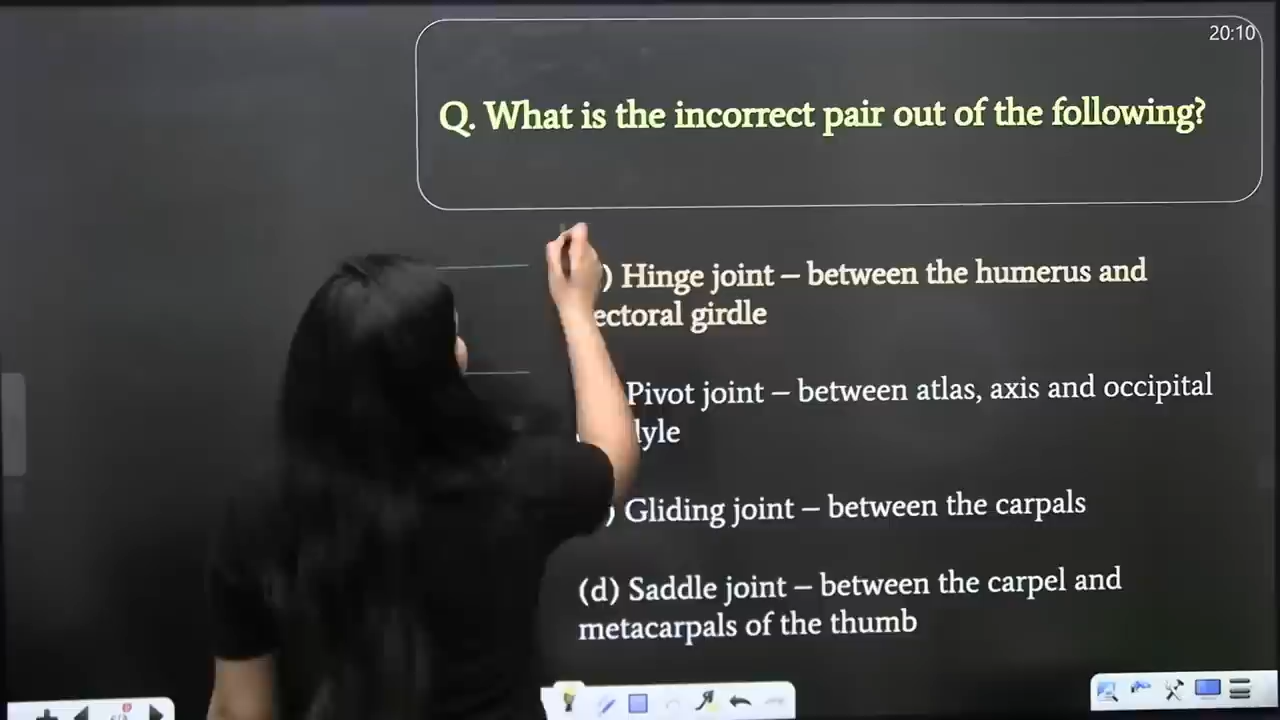 20:10
Q. What is the incorrect pair out of the following?
) Hinge joint – between the humerus and
ectoral girdle
Pivot joint – between atlas, axis and occipital
lyle
) Gliding joint – between the carpals
(d) Saddle joint – between the carpel and
metacarpals of the thumb